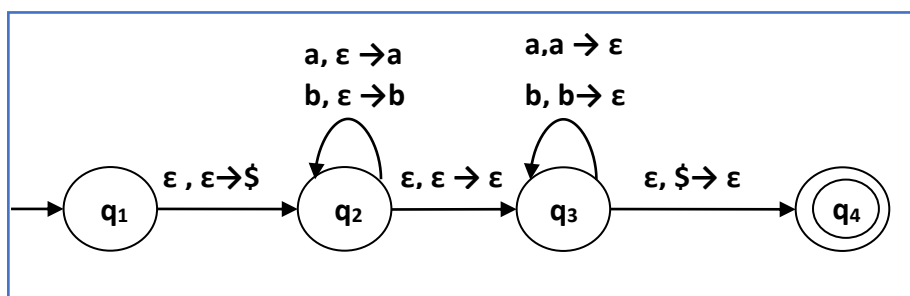 a, ε →a
b, ε →b
a,a → ε
b, b→ ε
ε , ε→$
ε, ε → ε
ε, $→ ε
q1
q2
q3
q4